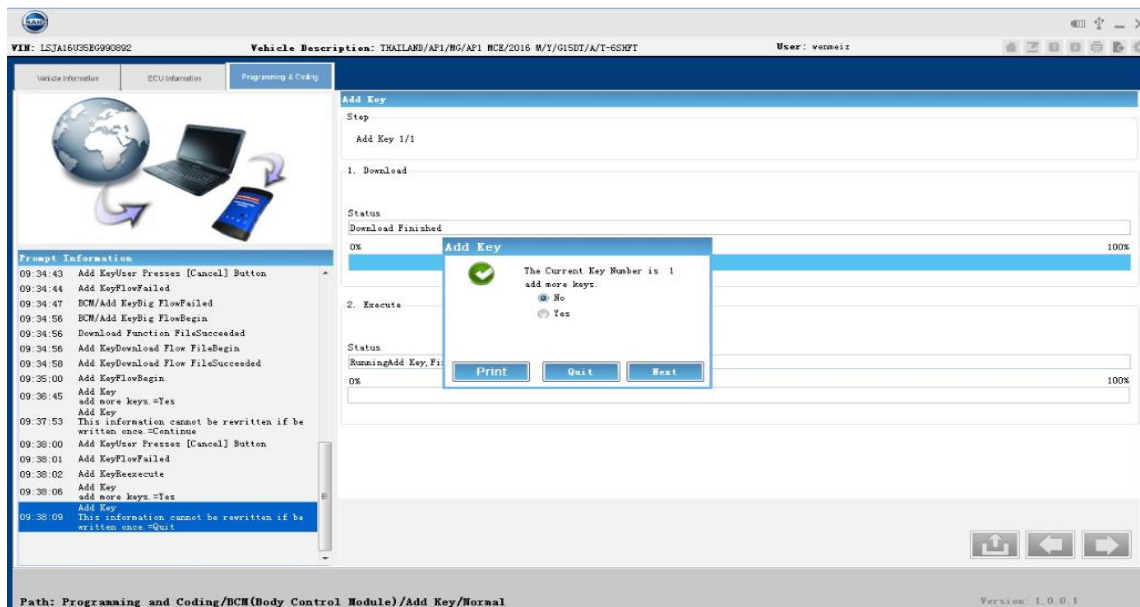 SAIC
VIN: LSJA16U35EG990892 Vehicle Description: THAILAND/AP1/MG/AP1 MCE/2016 M/Y/G15DT/A/T-6SHFT User: wenmeiz
Vehicle Information ECU Information Programming & Coding
Add Key
Step
Add Key 1/1
1. Download
Status
Download Finished
0% 100%
2. Execute
Status
RunningAdd Key,Fi
0% 100%
Add Key
The Current Key Number is 1
add more keys.
No
Yes
Print Quit Next
Prompt Information
09:34:43 Add KeyUser Presses [Cancel] Button
09:34:44 Add KeyFlowFailed
09:34:47 BCM/Add KeyBig FlowFailed
09:34:56 BCM/Add KeyBig FlowBegin
09:34:56 Download Function FileSucceeded
09:34:56 Add KeyDownload Flow FileBegin
09:34:58 Add KeyDownload Flow FileSucceeded
09:35:00 Add KeyFlowBegin
09:36:45 Add Key
add more keys.=Yes
Add Key
09:37:53 This information cannot be rewritten if be
written once.=Continue
09:38:00 Add KeyUser Presses [Cancel] Button
09:38:01 Add KeyFlowFailed
09:38:02 Add KeyReexecute
09:38:06 Add Key
add more keys.=Yes
Add Key
09:38:09 This information cannot be rewritten if be
written once.=Quit
Path: Programming and Coding/BCM(Body Control Module)/Add Key/Normal Version: 1.0.0.1